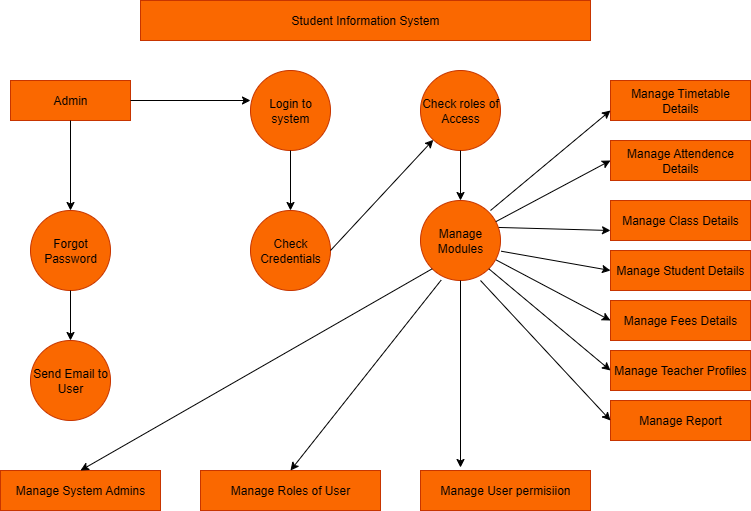 Student Information System
Admin
Login to
system
Check roles of
Access
Manage Timetable
Details
Manage Attendence
Details
Forgot
Password
Check
Credentials
Manage
Modules
Manage Class Details
Manage Student Details
Manage Fees Details
Send Email to
User
Manage Teacher Profiles
Manage Report
Manage System Admins
Manage Roles of User
Manage User permisiion